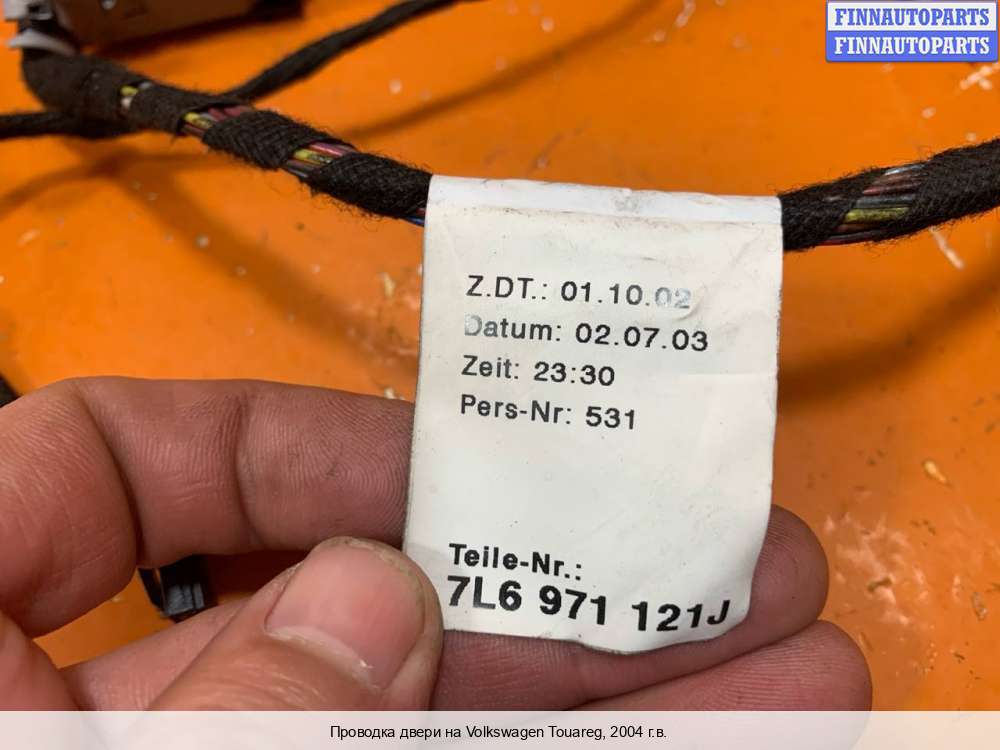 FINNAUTOPARTS
FINNAUTOPARTS
Z.DT.: 01.10.02
Datum: 02.07.03
Zeit: 23:30
Pers-Nr: 531
Teile-Nr.:
7L6 971 121J
Проводка двери на Volkswagen Touareg, 2004 г.в.